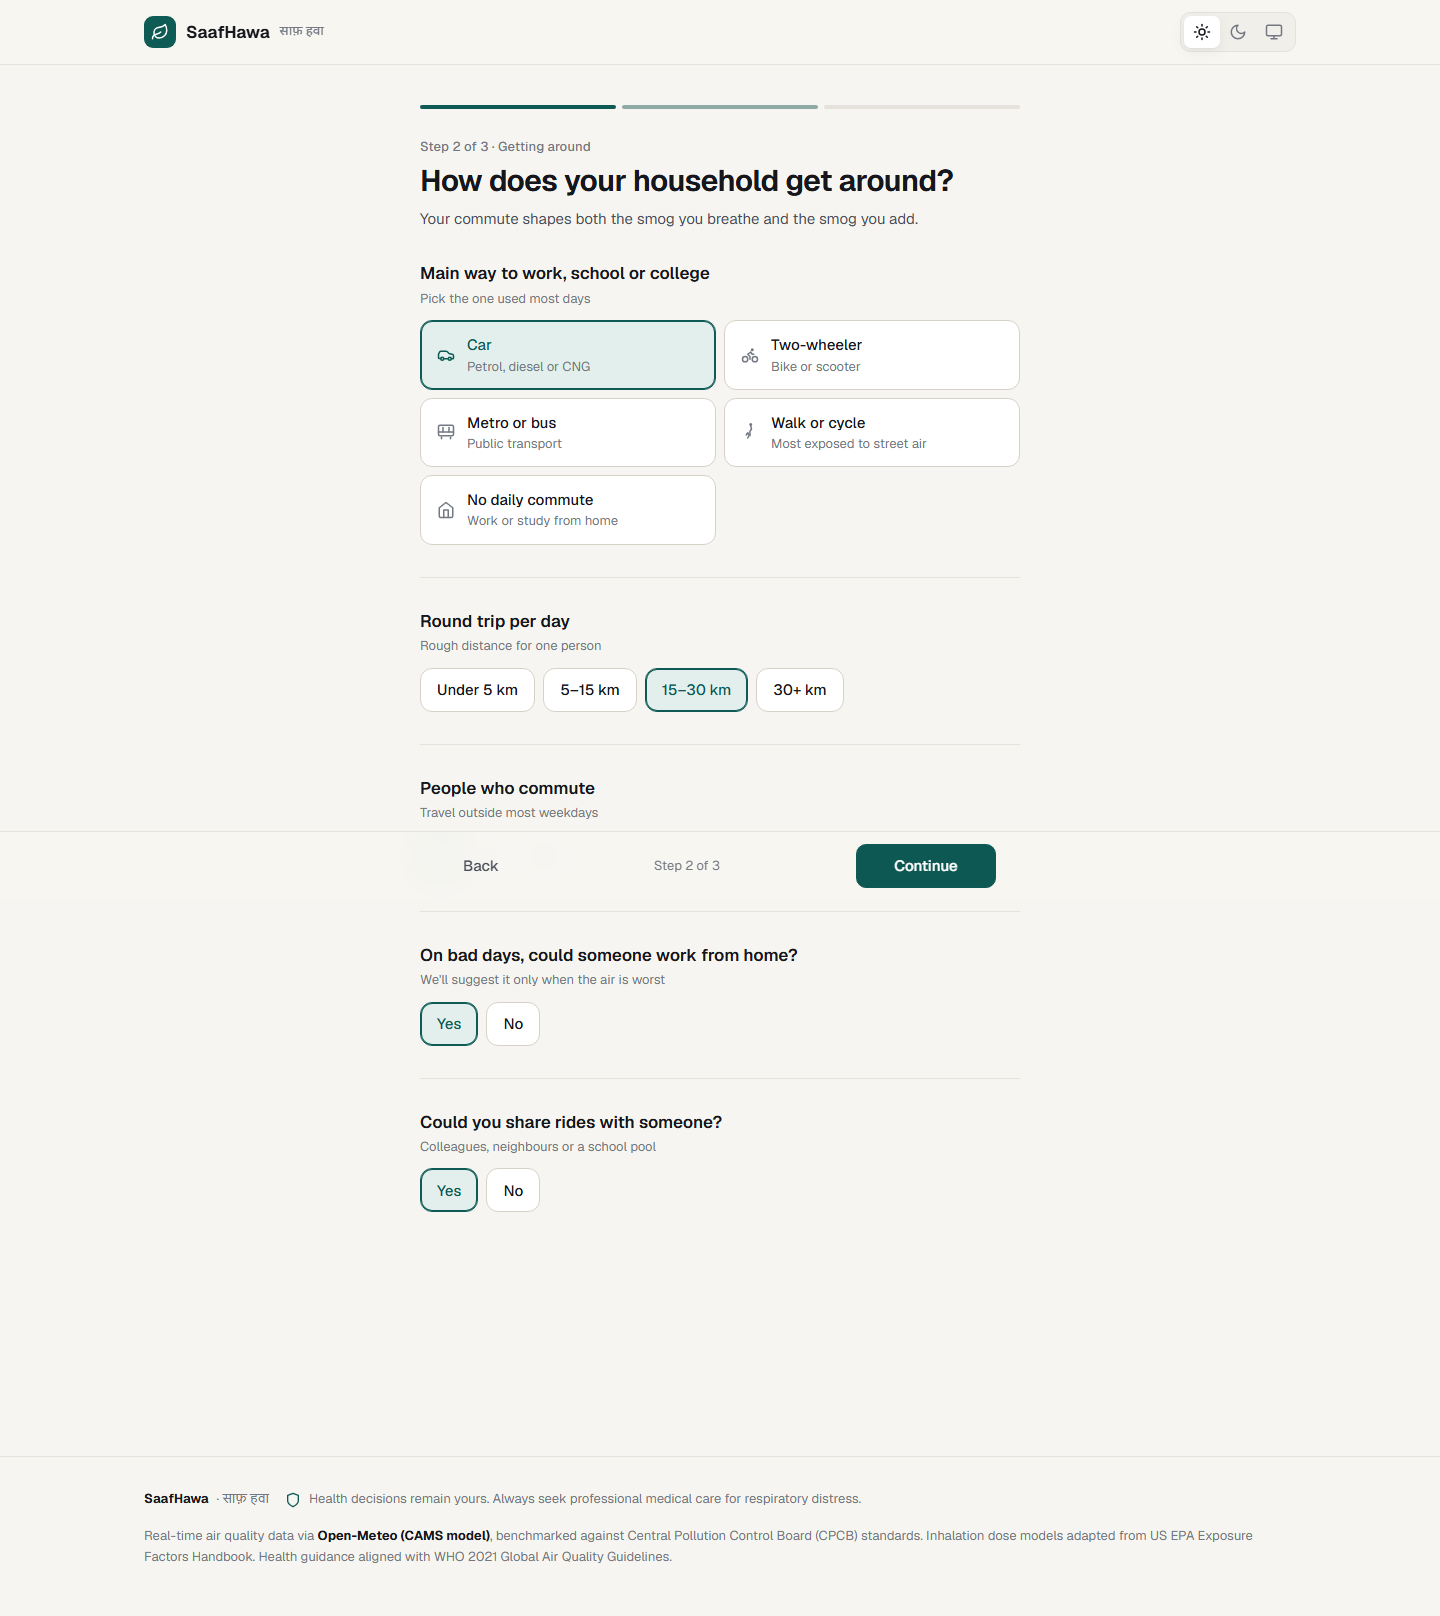 SaafHawa साफ़ हवा
Step 2 of 3 · Getting around
How does your household get around?
Your commute shapes both the smog you breathe and the smog you add.
Main way to work, school or college
Pick the one used most days
Car
Petrol, diesel or CNG
Two-wheeler
Bike or scooter
Metro or bus
Public transport
Walk or cycle
Most exposed to street air
No daily commute
Work or study from home
Round trip per day
Rough distance for one person
Under 5 km
5–15 km
15–30 km
30+ km
People who commute
Travel outside most weekdays
Back
Step 2 of 3
Continue
On bad days, could someone work from home?
We'll suggest it only when the air is worst
Yes
No
Could you share rides with someone?
Colleagues, neighbours or a school pool
Yes
No
SaafHawa · साफ़ हवा Health decisions remain yours. Always seek professional medical care for respiratory distress.
Real-time air quality data via Open-Meteo (CAMS model), benchmarked against Central Pollution Control Board (CPCB) standards. Inhalation dose models adapted from US EPA Exposure
Factors Handbook. Health guidance aligned with WHO 2021 Global Air Quality Guidelines.